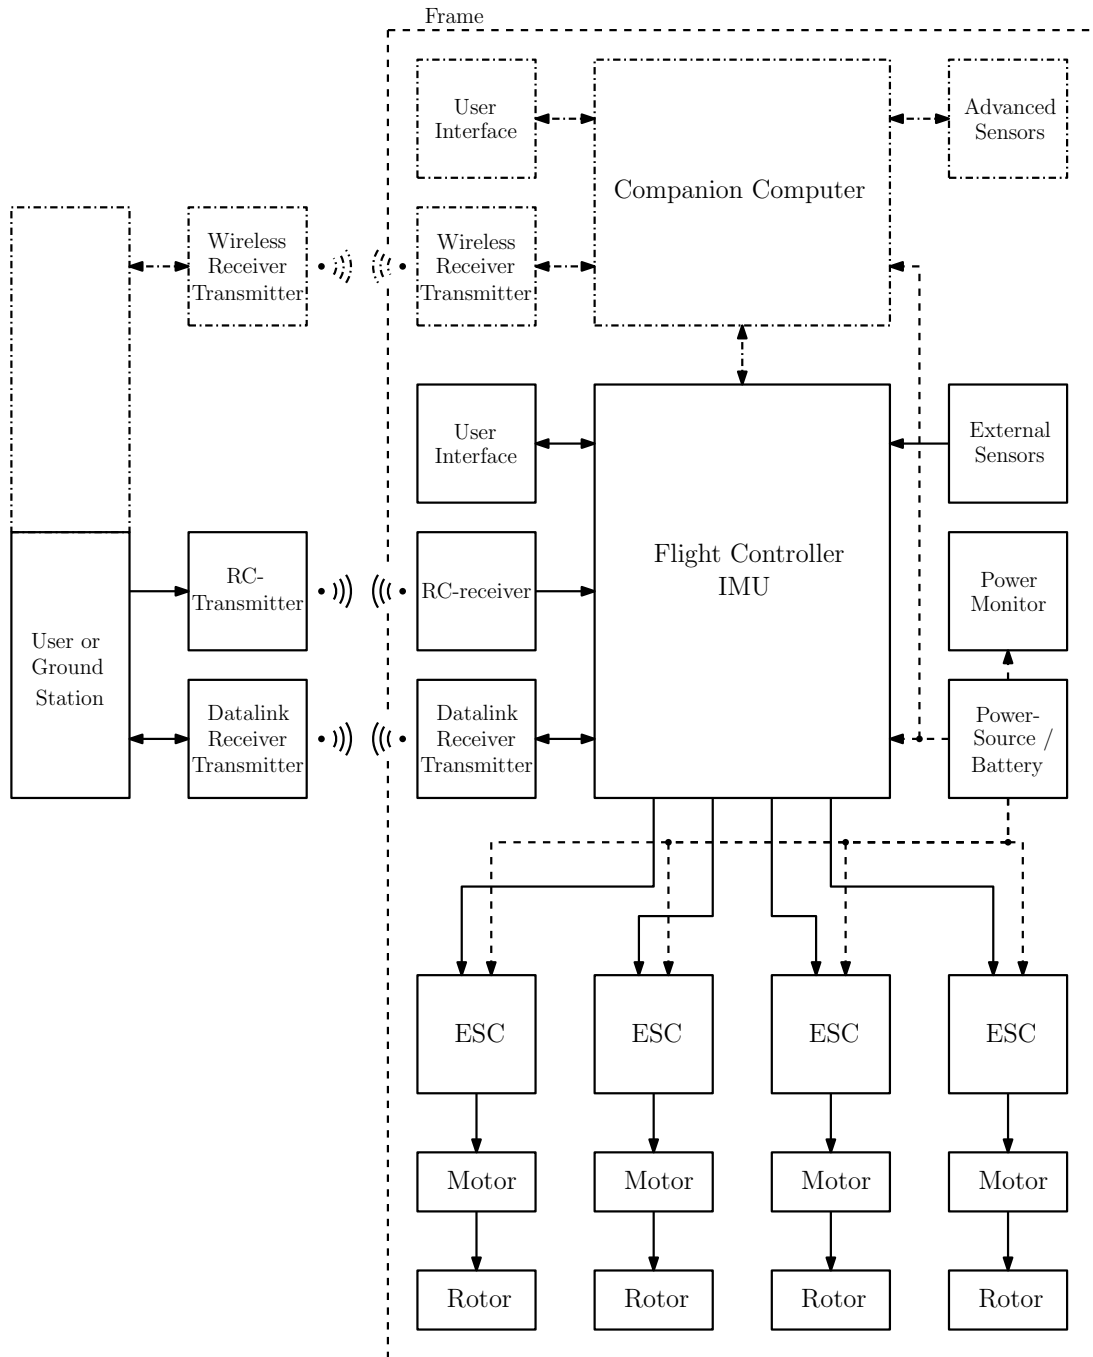 Frame
User
Interface
Companion Computer
Advanced
Sensors
Wireless
Receiver
Transmitter
Wireless
Receiver
Transmitter
User
Interface
Flight Controller
IMU
External
Sensors
User or
Ground
Station
RC-
Transmitter
RC-receiver
Power
Monitor
Datalink
Receiver
Transmitter
Datalink
Receiver
Transmitter
Power-
Source /
Battery
ESC
ESC
ESC
ESC
Motor
Motor
Motor
Motor
Rotor
Rotor
Rotor
Rotor